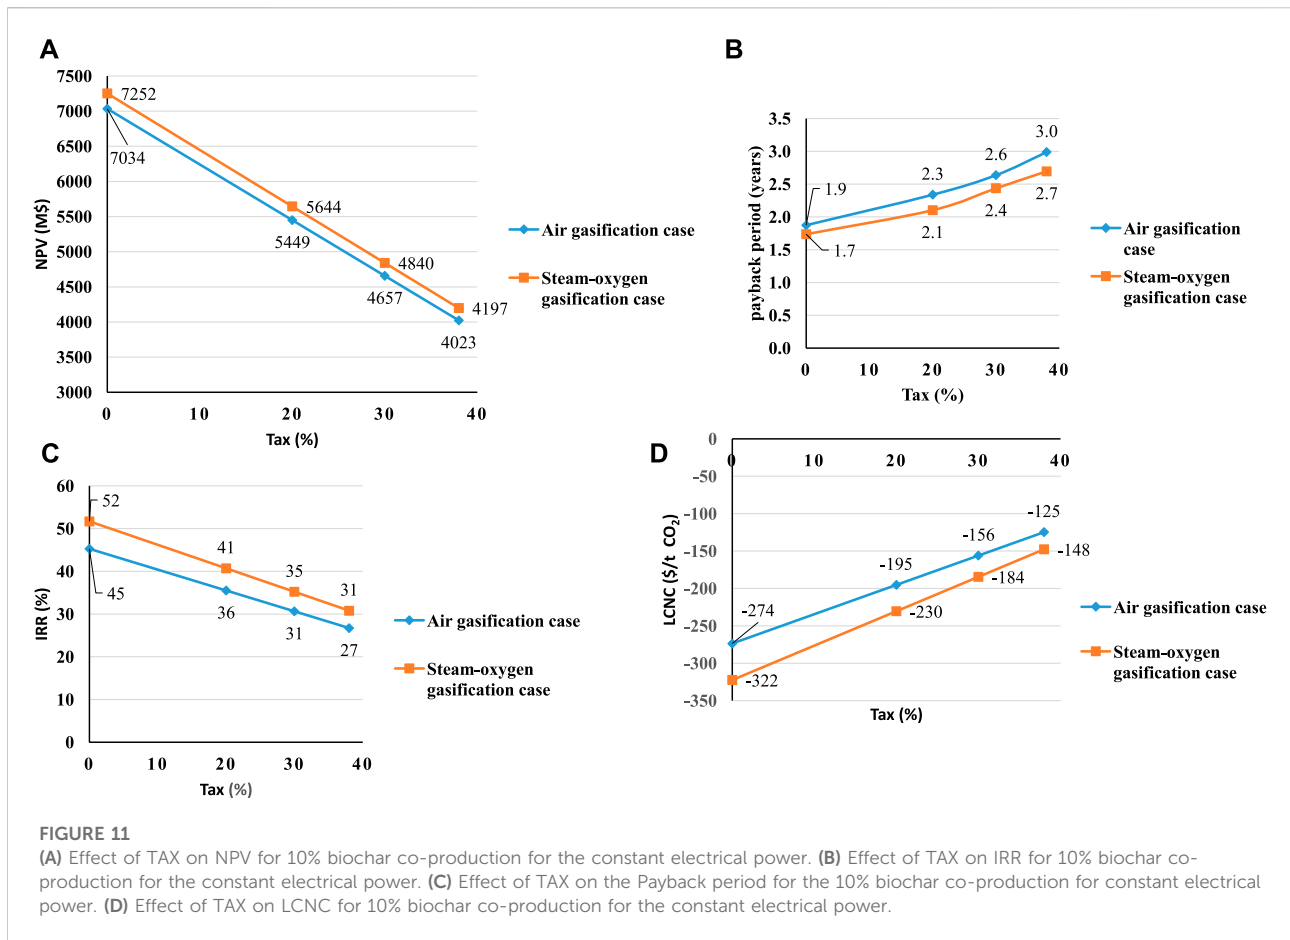 A
7500
7000
6500
6000
5500
5000
4500
4000
3500
3000
NPV (M$)
7252
7034
5644
5449
4840
4657
4197
4023
0 10 20 30 40
Tax (%)
Air gasification case
Steam-oxygen
gasification case
B
3.5
3.0
2.5
2.0
1.5
1.0
0.5
0.0
payback period (years)
1.9
1.7
2.3
2.1
2.6
2.4
3.0
2.7
0 10 20 30 40
Tax (%)
Air gasification
case
Steam-oxygen
gasification case
C
60
50
40
30
20
10
0
IRR (%)
52
45
41
36
35
31
31
27
0 10 20 30 40
Tax (%)
Air gasification case
Steam-oxygen
gasification case
D
0
-50
-100
-150
-200
-250
-300
-350
LCNC ($/t CO₂)
0 10 20 30 40
-274
-322
-195
-230
-156
-184
-125
-148
Tax (%)
Air gasification case
Steam-oxygen
gasification case
FIGURE 11
(A) Effect of TAX on NPV for 10% biochar co-production for the constant electrical power. (B) Effect of TAX on IRR for 10% biochar co-
production for the constant electrical power. (C) Effect of TAX on the Payback period for the 10% biochar co-production for constant electrical
power. (D) Effect of TAX on LCNC for 10% biochar co-production for the constant electrical power.